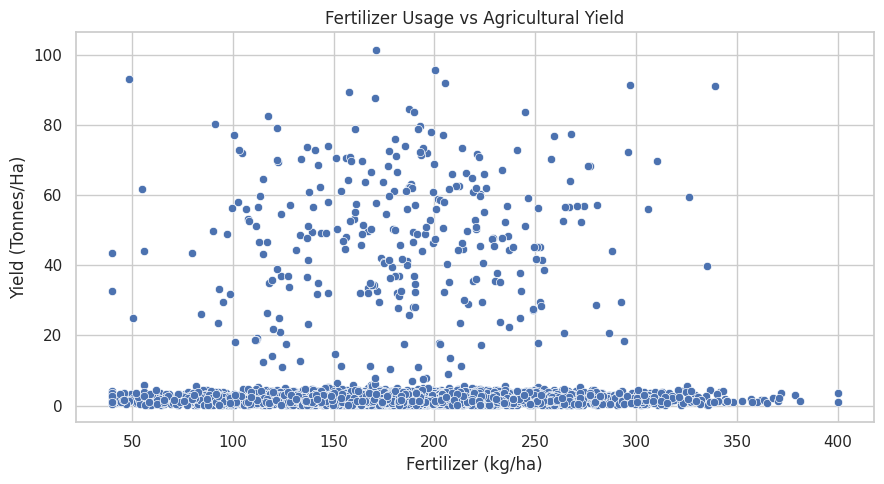 Fertilizer Usage vs Agricultural Yield
100
80
60
40
20
0
Yield (Tonnes/Ha)
50 100 150 200 250 300 350 400
Fertilizer (kg/ha)